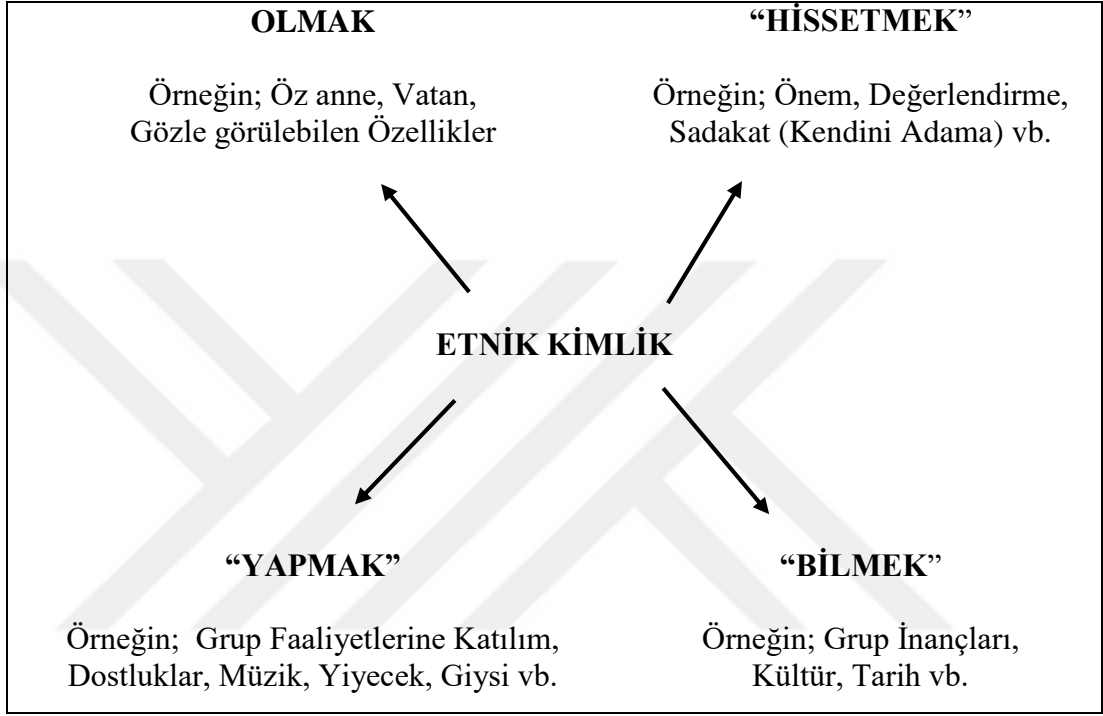 OLMAK
Örneğin; Öz anne, Vatan,
Gözle görülebilen Özellikler
“HİSSETMEK”
Örneğin; Önem, Değerlendirme,
Sadakat (Kendini Adama) vb.
ETNİK KİMLİK
“YAPMAK”
Örneğin; Grup Faaliyetlerine Katılım,
Dostluklar, Müzik, Yiyecek, Giysi vb.
“BİLMEK”
Örneğin; Grup İnançları,
Kültür, Tarih vb.